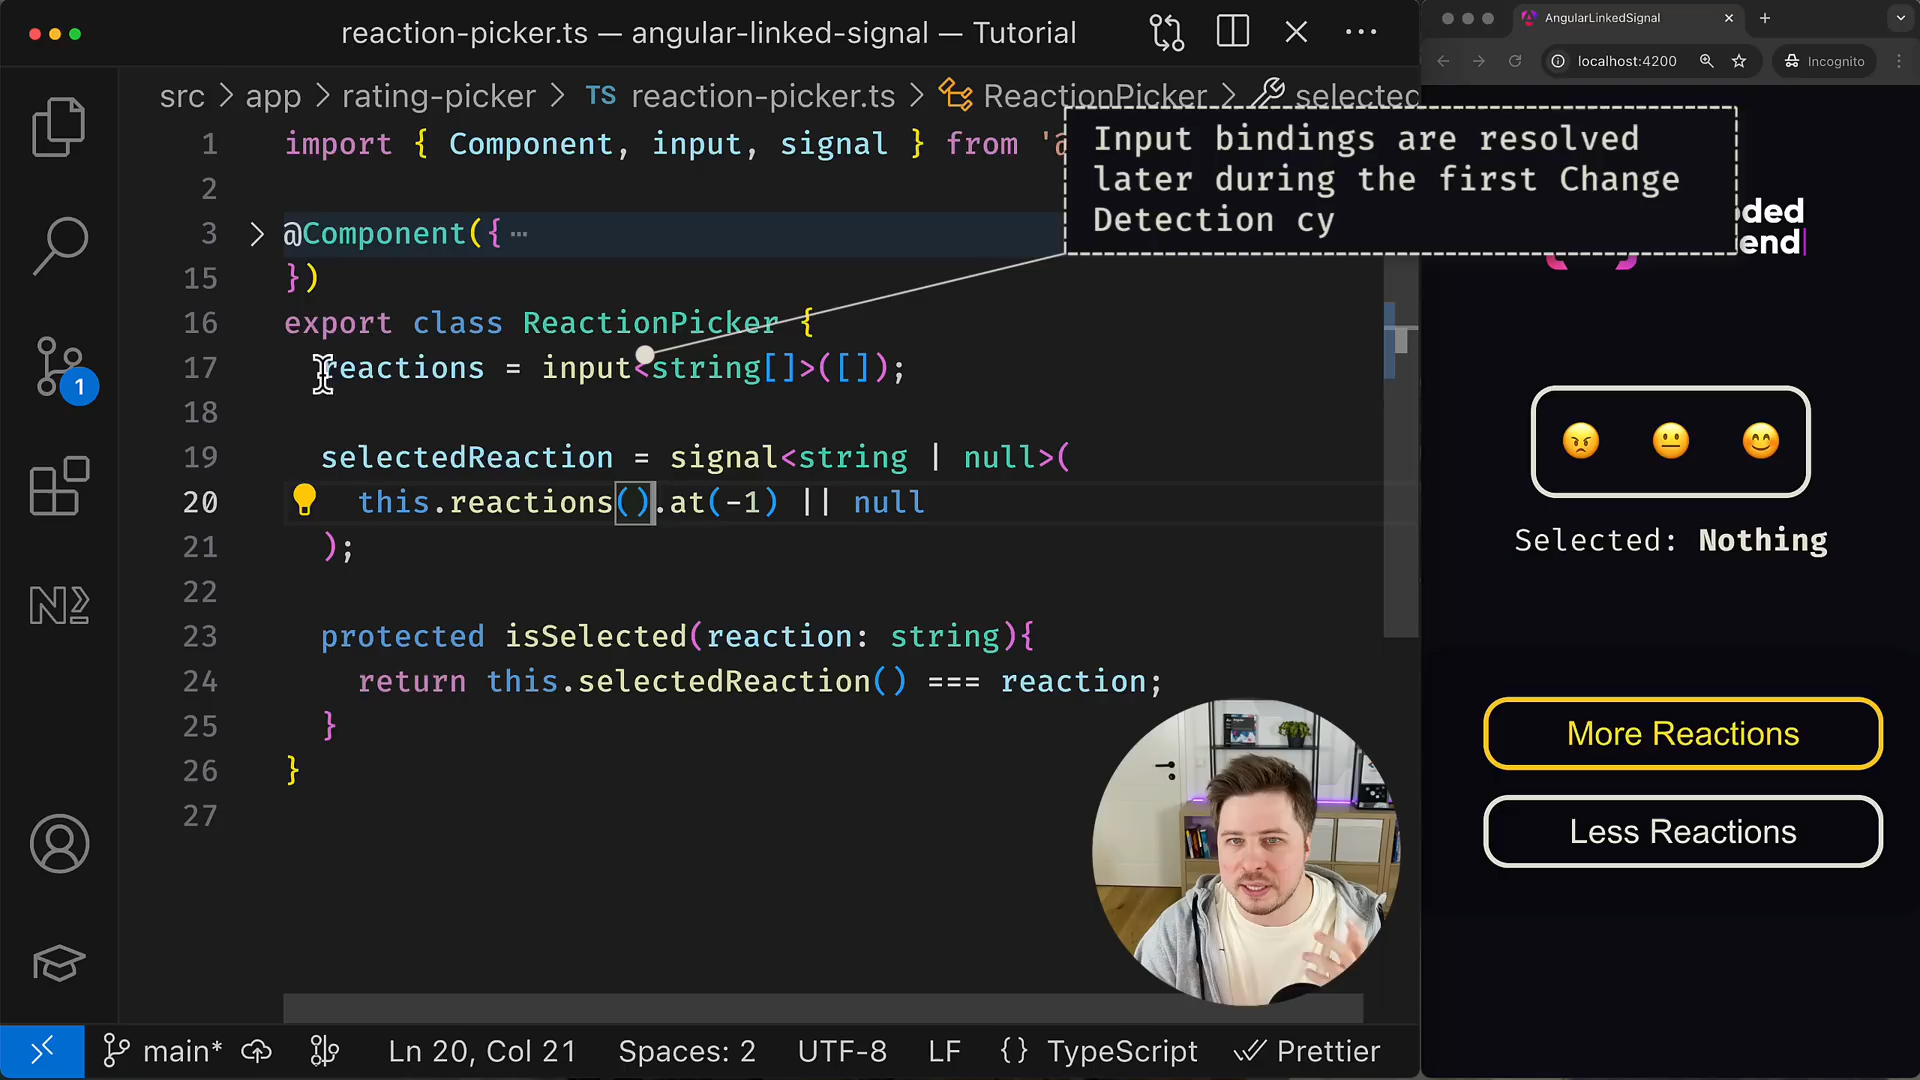 reaction-picker.ts — angular-linked-signal — Tutorial
AngularLinkedSignal
localhost:4200
Incognito
src > app > rating-picker > TS reaction-picker.ts > ReactionPicker > selected
1 import { Component, input, signal } from '@
2
3 @Component({ ⋯
15 })
16 export class ReactionPicker {
17 reactions = input<string[]>([]);
18
19 selectedReaction = signal<string | null>(
20 this.reactions().at(-1) || null
21 );
22
23 protected isSelected(reaction: string){
24 return this.selectedReaction() === reaction;
25 }
26 }
27
Input bindings are resolved
later during the first Change
Detection cy
ded
end
Selected: Nothing
More Reactions
Less Reactions
1
main*
Ln 20, Col 21
Spaces: 2
UTF-8
LF
{} TypeScript
Prettier